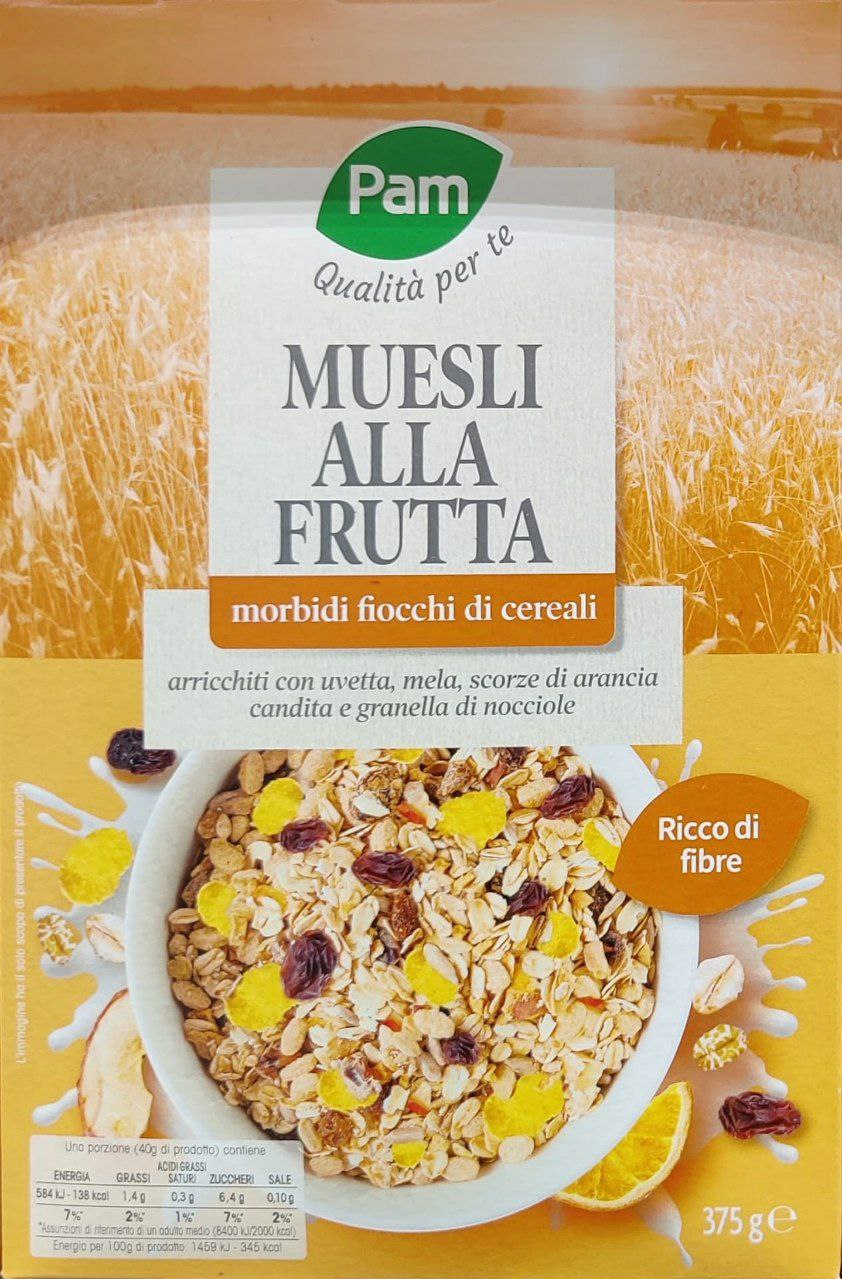 Pam
Qualità per te
MUESLI
ALLA
FRUTTA
morbidi fiocchi di cereali
arricchiti con uvetta, mela, scorze di arancia
candita e granella di nocciole
Ricco di
fibre
L'immagine ha il solo scopo di presentare il prodotto
Una porzione (40g di prodotto) contiene
ENERGIA GRASSI ACIDI GRASSI SATURI ZUCCHERI SALE
584 kJ - 138 kcal 1,4 g 0,3 g 6,4 g 0,10 g
7%* 2%* 1%* 7%* 2%*
*Assunzioni di riferimento di un adulto medio (8400 kJ/2000 kcal)
Energia per 100g di prodotto: 1459 kJ - 345 kcal
375 g e